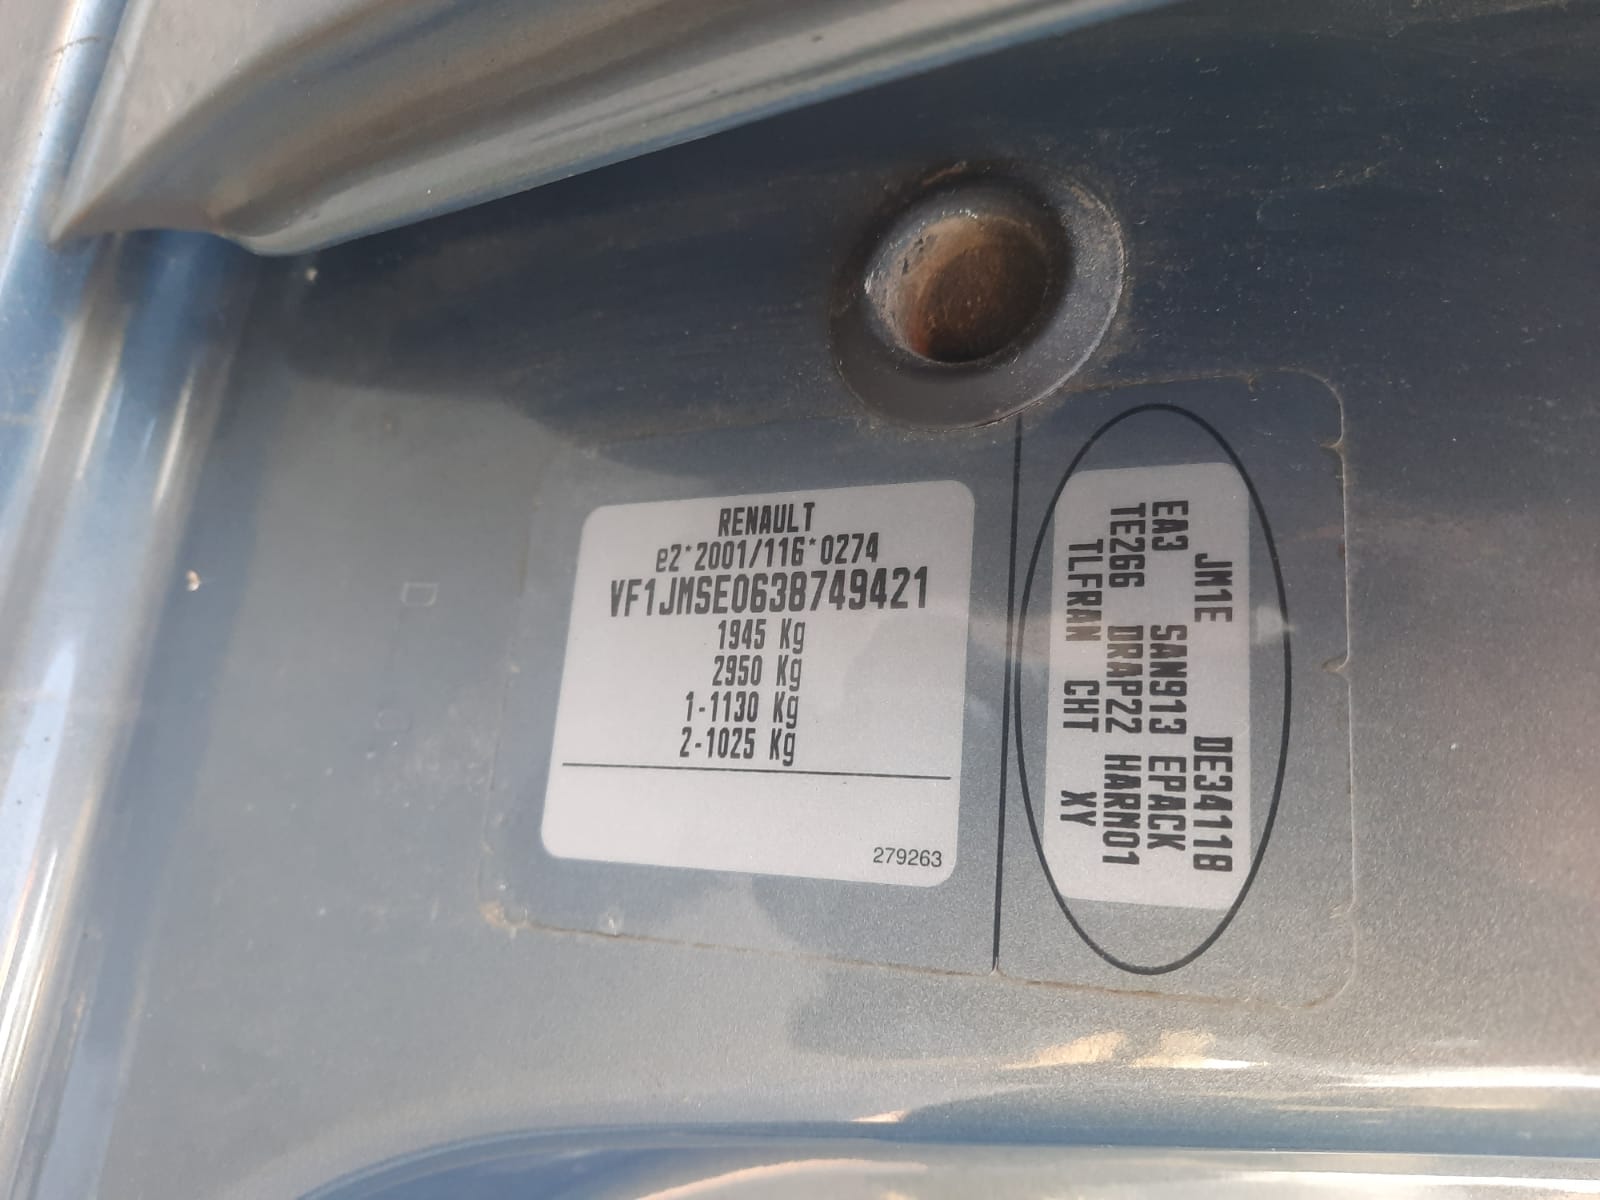 RENAULT
e2*2001/116*0274
VF1JMSE0638749421
1945 Kg
2950 Kg
1-1130 Kg
2-1025 Kg
279263
JM1E DE34118
EA3 SAN913 EPACK
TE266 DRAP22 HARN01
TLFRAN CHT XY